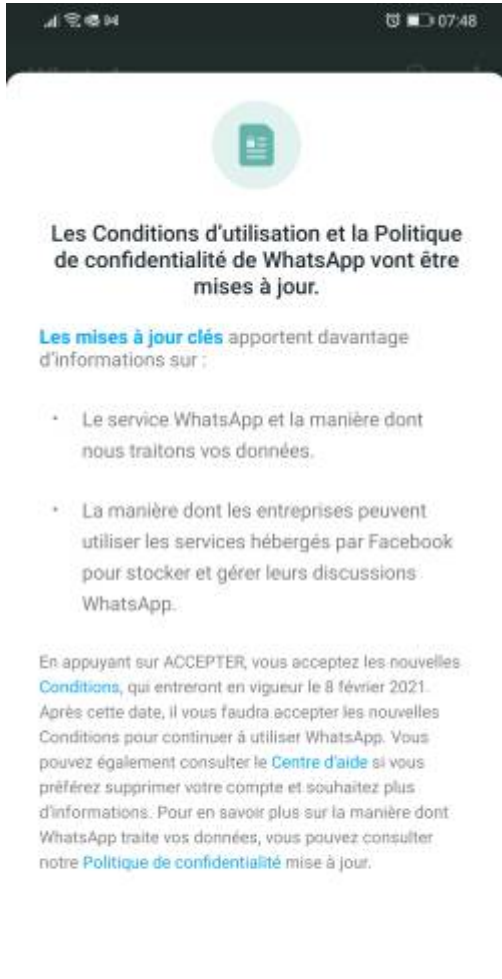 07:48
Les Conditions d'utilisation et la Politique
de confidentialité de WhatsApp vont être
mises à jour.
Les mises à jour clés apportent davantage
d'informations sur :
• Le service WhatsApp et la manière dont
nous traitons vos données.
• La manière dont les entreprises peuvent
utiliser les services hébergés par Facebook
pour stocker et gérer leurs discussions
WhatsApp.
En appuyant sur ACCEPTER, vous acceptez les nouvelles
Conditions, qui entreront en vigueur le 8 février 2021.
Après cette date, il vous faudra accepter les nouvelles
Conditions pour continuer à utiliser WhatsApp. Vous
pouvez également consulter le Centre d'aide si vous
préférez supprimer votre compte et souhaitez plus
d'informations. Pour en savoir plus sur la manière dont
WhatsApp traite vos données, vous pouvez consulter
notre Politique de confidentialité mise à jour.